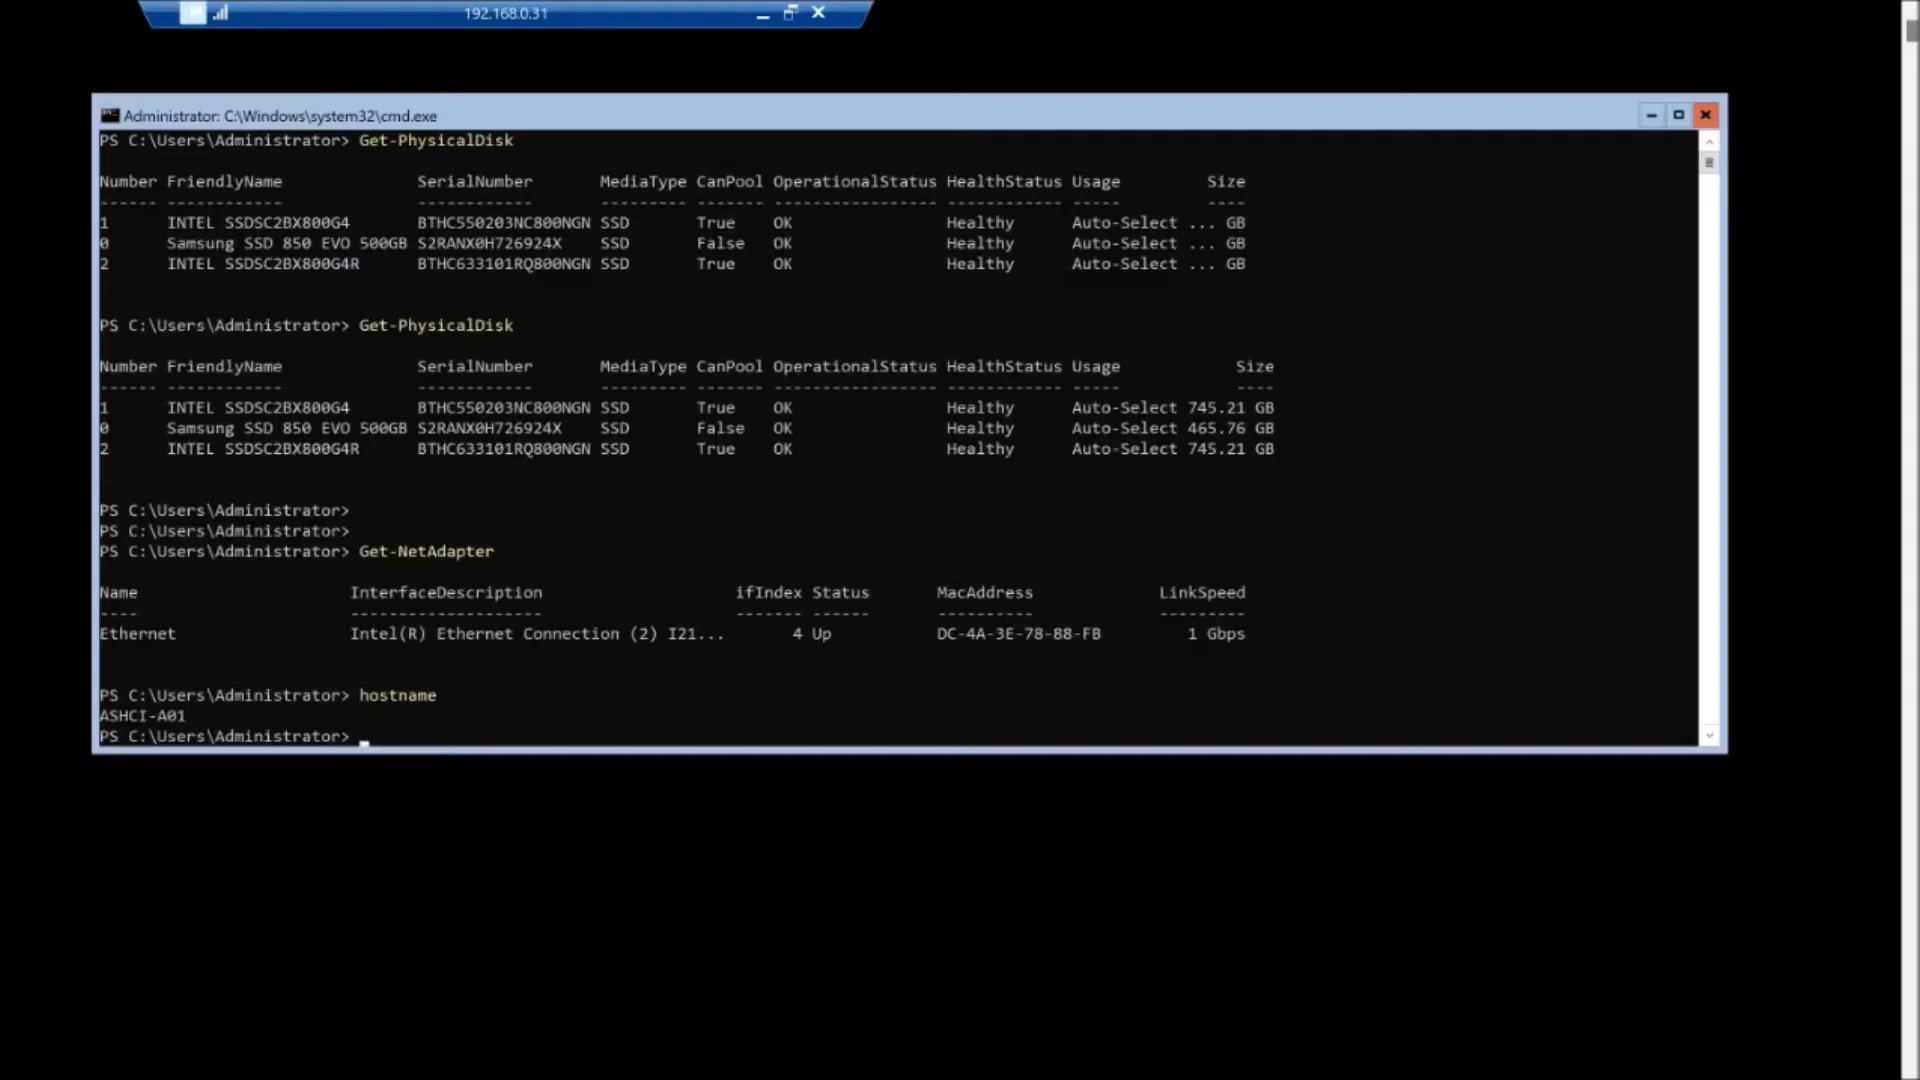 192.168.0.31
Administrator: C:\Windows\system32\cmd.exe
PS C:\Users\Administrator> Get-PhysicalDisk
Number FriendlyName SerialNumber MediaType CanPool OperationalStatus HealthStatus Usage Size
------ ------------ ------------ --------- ------- ----------------- ------------ ----- ----
1 INTEL SSDSC2BX800G4 BTHC550203NC800NGN SSD True OK Healthy Auto-Select ... GB
0 Samsung SSD 850 EVO 500GB S2RANX0H726924X SSD False OK Healthy Auto-Select ... GB
2 INTEL SSDSC2BX800G4R BTHC633101RQ800NGN SSD True OK Healthy Auto-Select ... GB
PS C:\Users\Administrator> Get-PhysicalDisk
Number FriendlyName SerialNumber MediaType CanPool OperationalStatus HealthStatus Usage Size
------ ------------ ------------ --------- ------- ----------------- ------------ ----- ----
1 INTEL SSDSC2BX800G4 BTHC550203NC800NGN SSD True OK Healthy Auto-Select 745.21 GB
0 Samsung SSD 850 EVO 500GB S2RANX0H726924X SSD False OK Healthy Auto-Select 465.76 GB
2 INTEL SSDSC2BX800G4R BTHC633101RQ800NGN SSD True OK Healthy Auto-Select 745.21 GB
PS C:\Users\Administrator>
PS C:\Users\Administrator>
PS C:\Users\Administrator> Get-NetAdapter
Name InterfaceDescription ifIndex Status MacAddress LinkSpeed
---- -------------------- ------- ------ ---------- ---------
Ethernet Intel(R) Ethernet Connection (2) I21... 4 Up DC-4A-3E-78-88-FB 1 Gbps
PS C:\Users\Administrator> hostname
ASHCI-A01
PS C:\Users\Administrator>